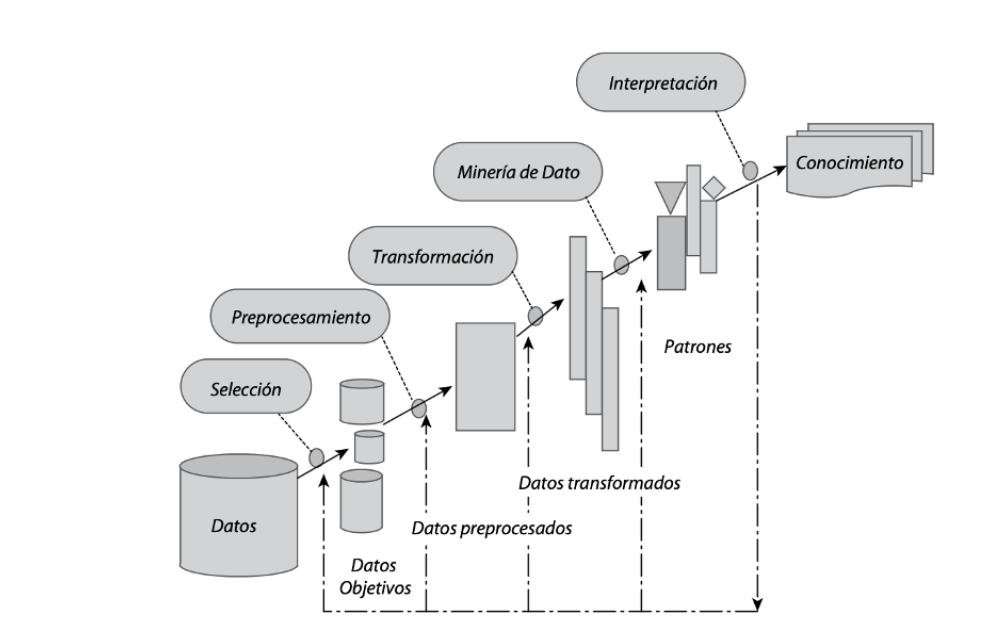 Interpretación
Conocimiento
Minería de Dato
Transformación
Preprocesamiento
Patrones
Selección
Datos transformados
Datos
Datos preprocesados
Datos
Objetivos